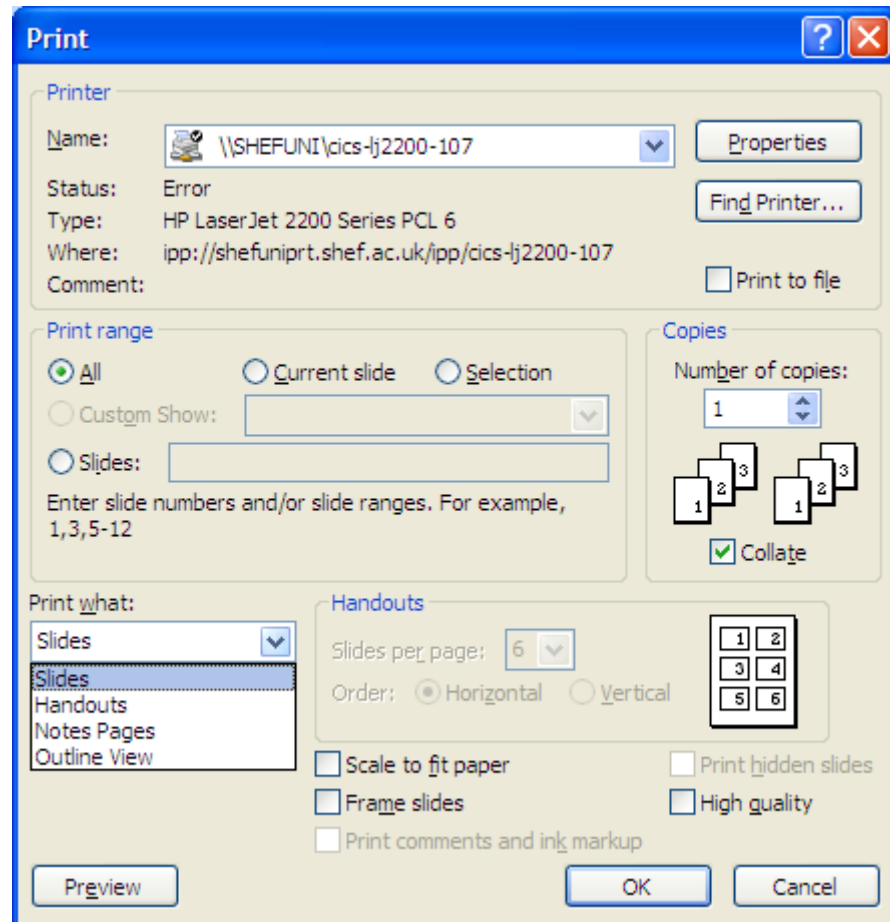 Print
Printer
Name: \\SHEFUNI\cics-lj2200-107 Properties
Status: Error Find Printer...
Type: HP LaserJet 2200 Series PCL 6
Where: ipp://shefuniprt.shef.ac.uk/ipp/cics-lj2200-107
Comment: Print to file
Print range
All Current slide Selection
Custom Show:
Slides:
Enter slide numbers and/or slide ranges. For example,
1,3,5-12
Copies
Number of copies:
1
1 2 3 1 2 3
Collate
Print what:
Slides
Slides
Handouts
Notes Pages
Outline View
Handouts
Slides per page: 6
Order: Horizontal Vertical
1 2
3 4
5 6
Scale to fit paper Print hidden slides
Frame slides High quality
Print comments and ink markup
Preview OK Cancel